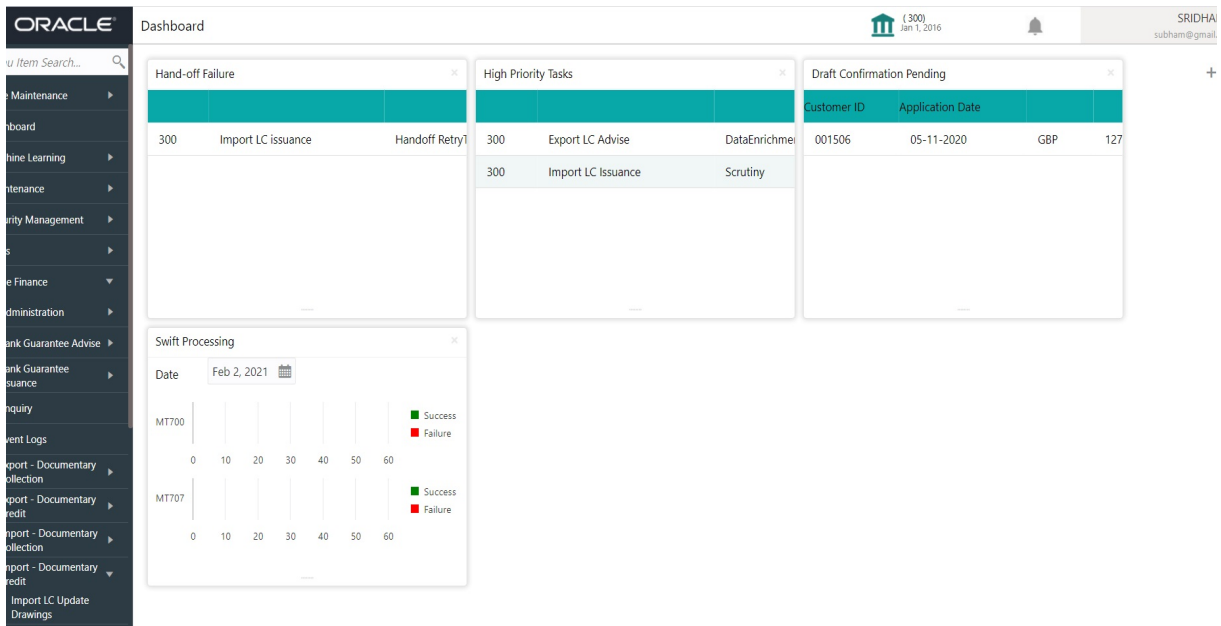 ORACLE
Dashboard
(300)
Jan 1, 2016
SRIDHA
subham@gmail.
u Item Search...
e Maintenance
hboard
hine Learning
ntenance
urity Management
s
e Finance
dministration
ank Guarantee Advise
ank Guarantee
ssuance
nquiry
vent Logs
xport - Documentary
ollection
xport - Documentary
redit
mport - Documentary
ollection
mport - Documentary
redit
Import LC Update
Drawings
Hand-off Failure
300 Import LC issuance Handoff Retry
High Priority Tasks
300 Export LC Advise DataEnrichme
300 Import LC Issuance Scrutiny
Draft Confirmation Pending
Customer ID Application Date
001506 05-11-2020 GBP 127
Swift Processing
Date Feb 2, 2021
MT700
Success
Failure
0 10 20 30 40 50 60
MT707
Success
Failure
0 10 20 30 40 50 60